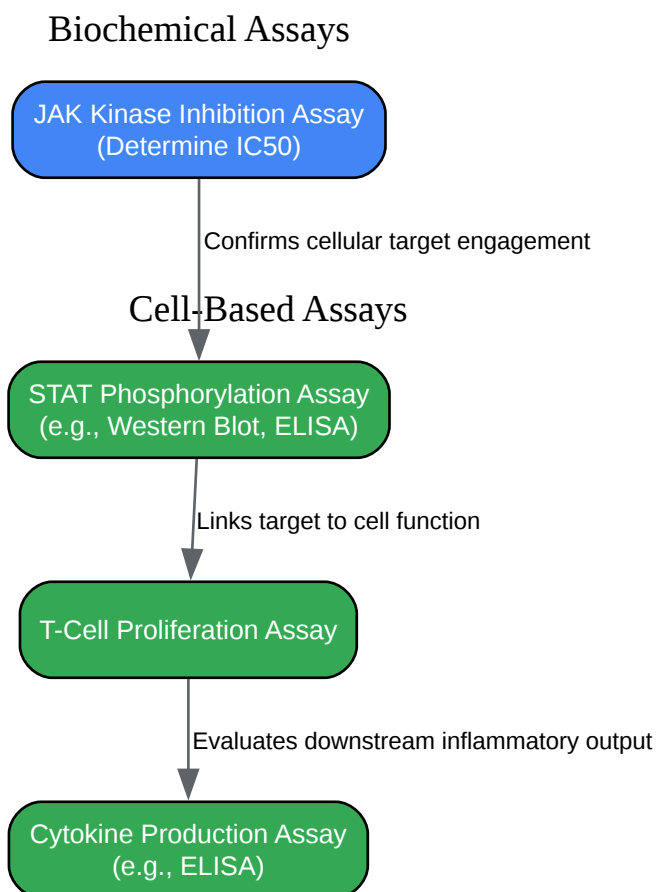 Biochemical Assays
JAK Kinase Inhibition Assay
(Determine IC50)
Confirms cellular target engagement
Cell-Based Assays
STAT Phosphorylation Assay
(e.g., Western Blot, ELISA)
Links target to cell function
T-Cell Proliferation Assay
Evaluates downstream inflammatory output
Cytokine Production Assay
(e.g., ELISA)